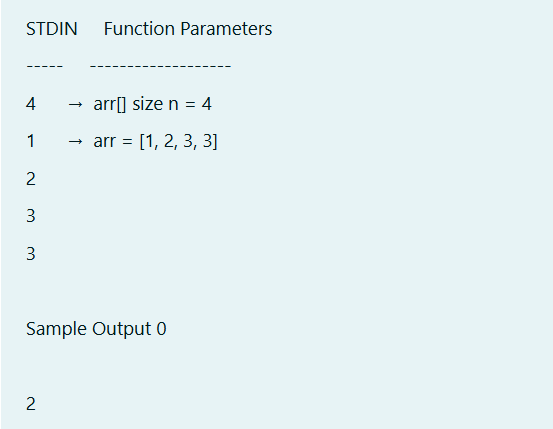 STDIN Function Parameters
----- -------------------
4 → arr[] size n = 4
1 → arr = [1, 2, 3, 3]
2
3
3
Sample Output 0
2